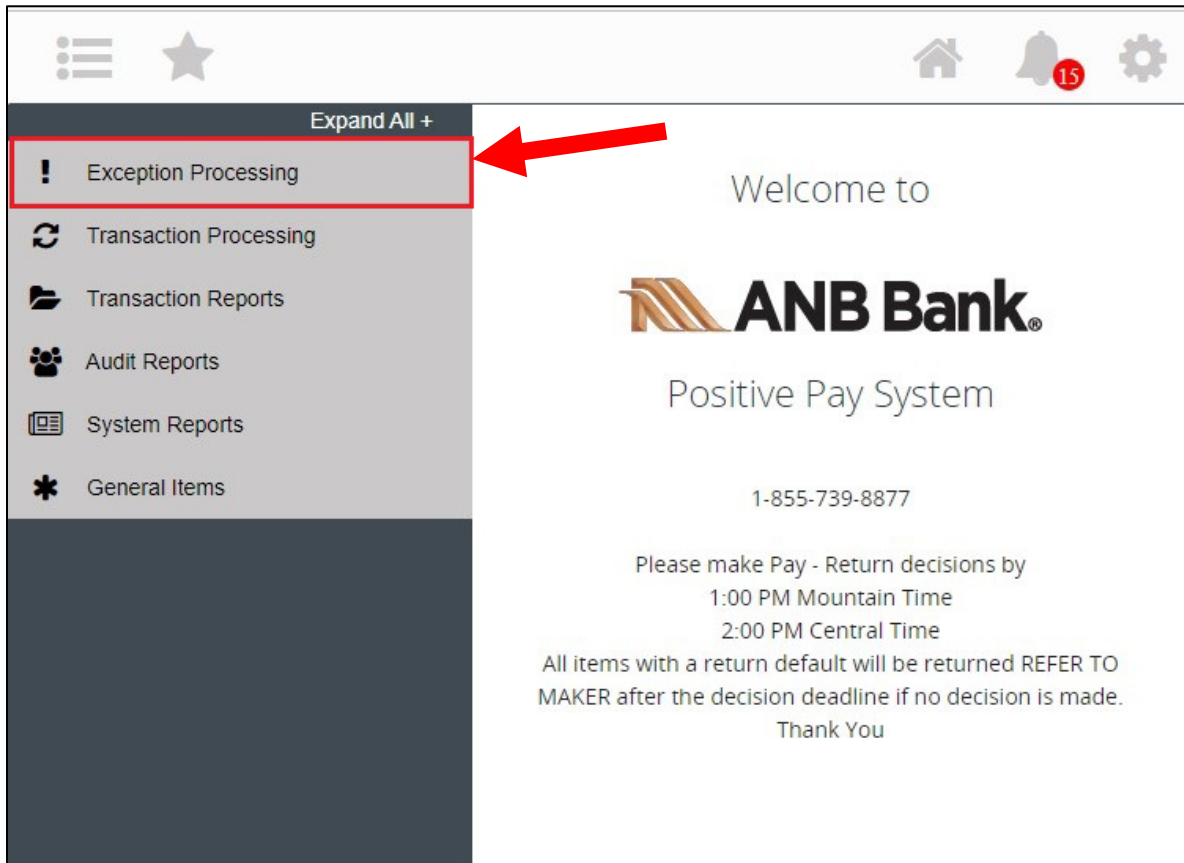 15
Expand All +
Exception Processing
Transaction Processing
Transaction Reports
Audit Reports
System Reports
General Items
Welcome to
ANB Bank®
Positive Pay System
1-855-739-8877
Please make Pay - Return decisions by
1:00 PM Mountain Time
2:00 PM Central Time
All items with a return default will be returned REFER TO
MAKER after the decision deadline if no decision is made.
Thank You